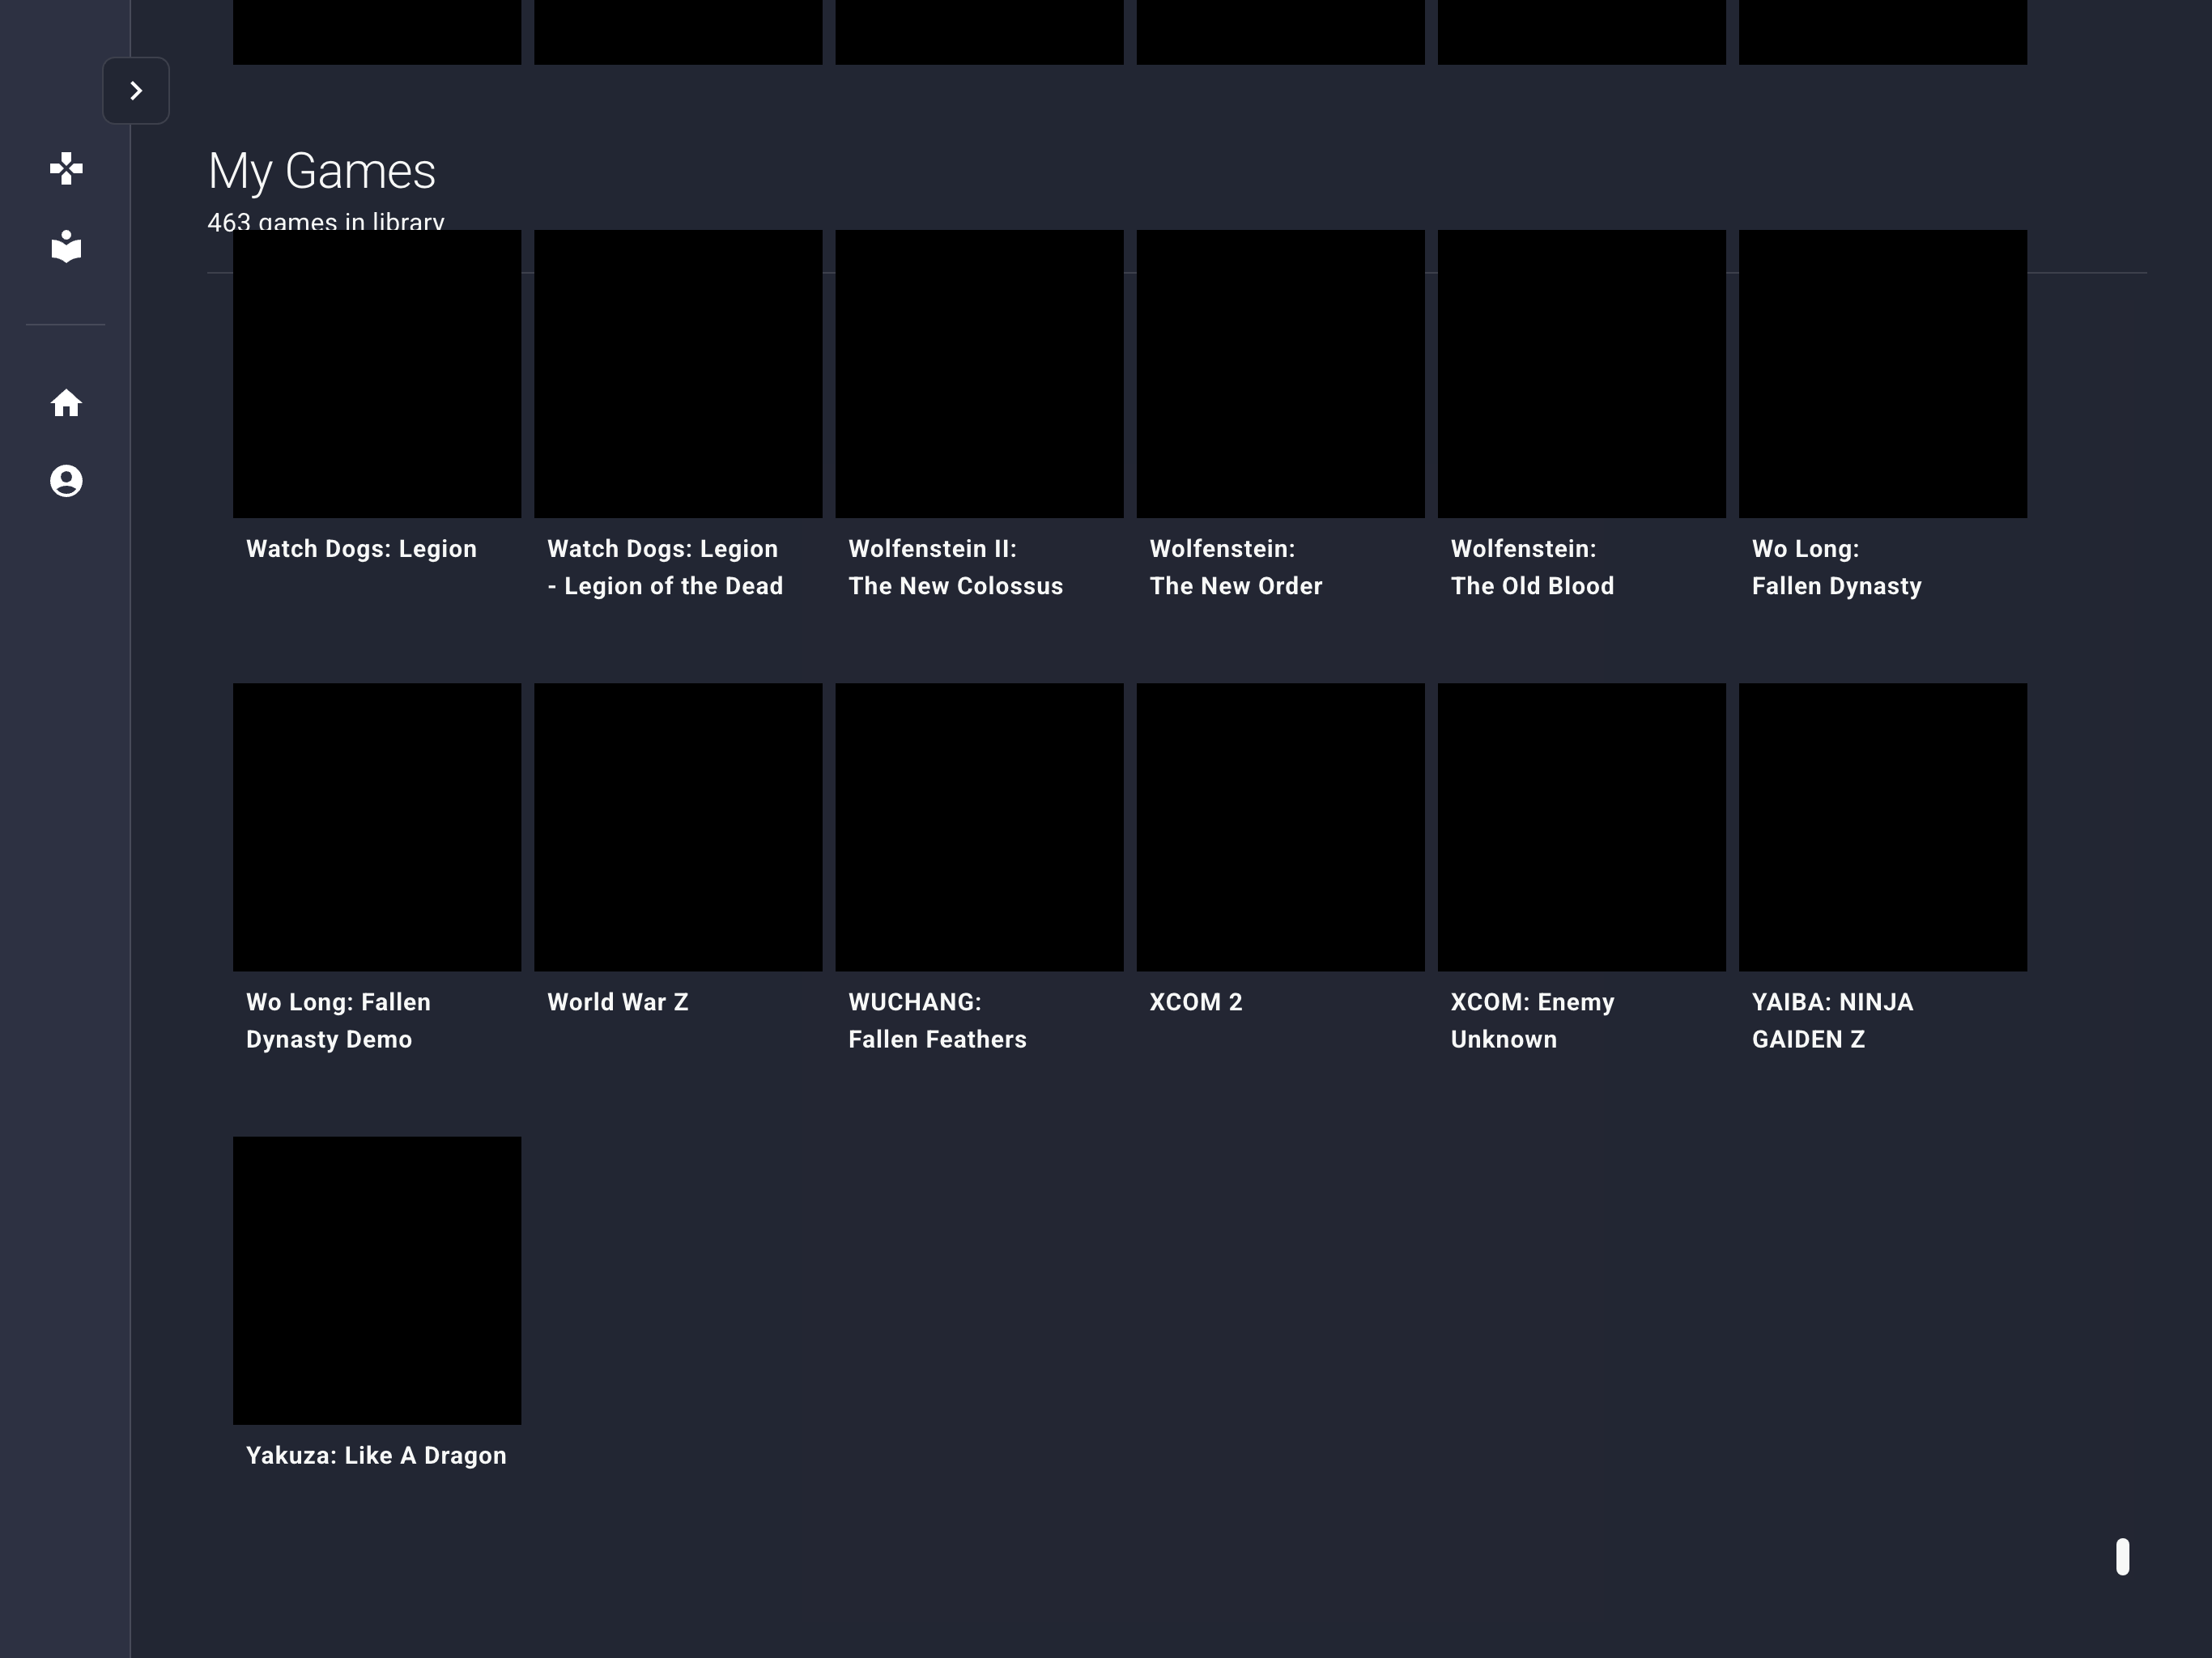 My Games
463 games in library
Watch Dogs: Legion
Watch Dogs: Legion
- Legion of the Dead
Wolfenstein II:
The New Colossus
Wolfenstein:
The New Order
Wolfenstein:
The Old Blood
Wo Long:
Fallen Dynasty
Wo Long: Fallen
Dynasty Demo
World War Z
WUCHANG:
Fallen Feathers
XCOM 2
XCOM: Enemy
Unknown
YAIBA: NINJA
GAIDEN Z
Yakuza: Like A Dragon